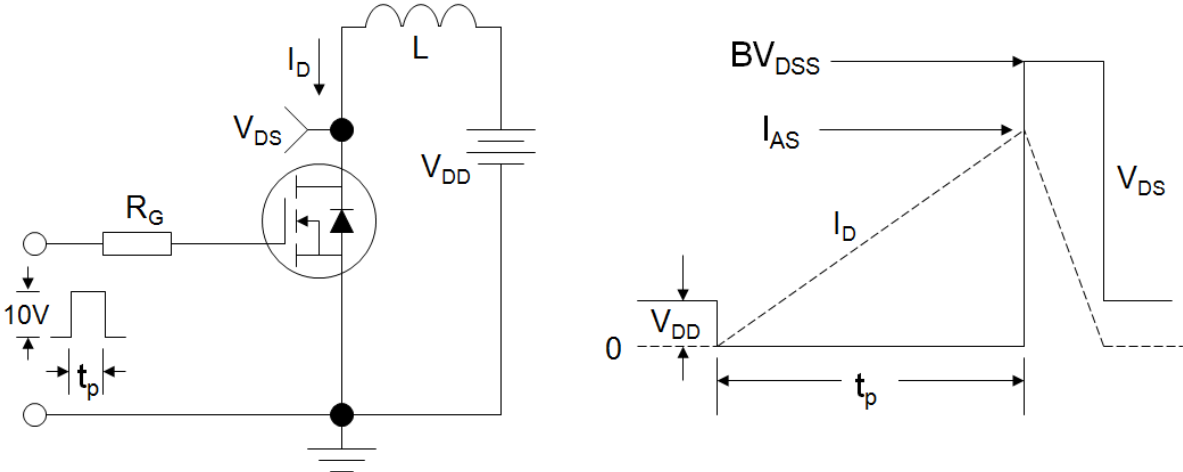 L
I_D
V_DS
V_DD
R_G
10V
t_p
BV_DSS
I_AS
V_DS
I_D
V_DD
0
t_p